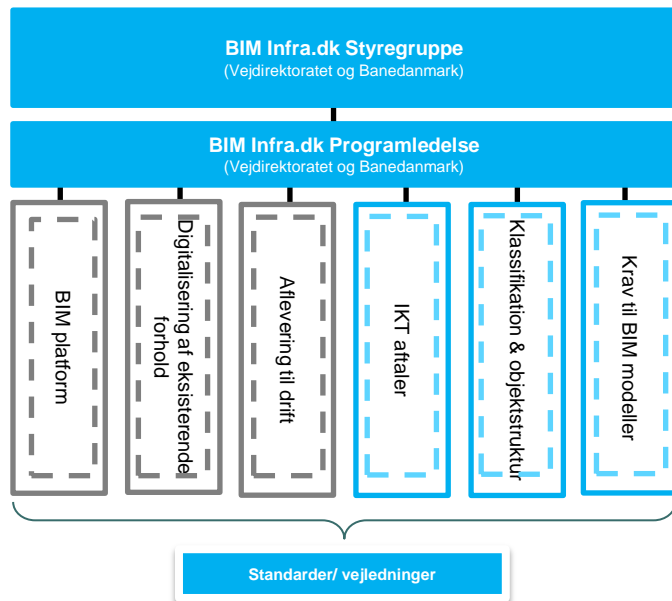 BIM Infra.dk Styregruppe
(Vejdirektoratet og Banedanmark)
BIM Infra.dk Programledelse
(Vejdirektoratet og Banedanmark)
BIM platform
Digitalisering af eksisterende
forhold
Aflevering til drift
IKT aftaler
Klassifikation & objektstruktur
Krav til BIM modeller
Standarder/ vejledninger